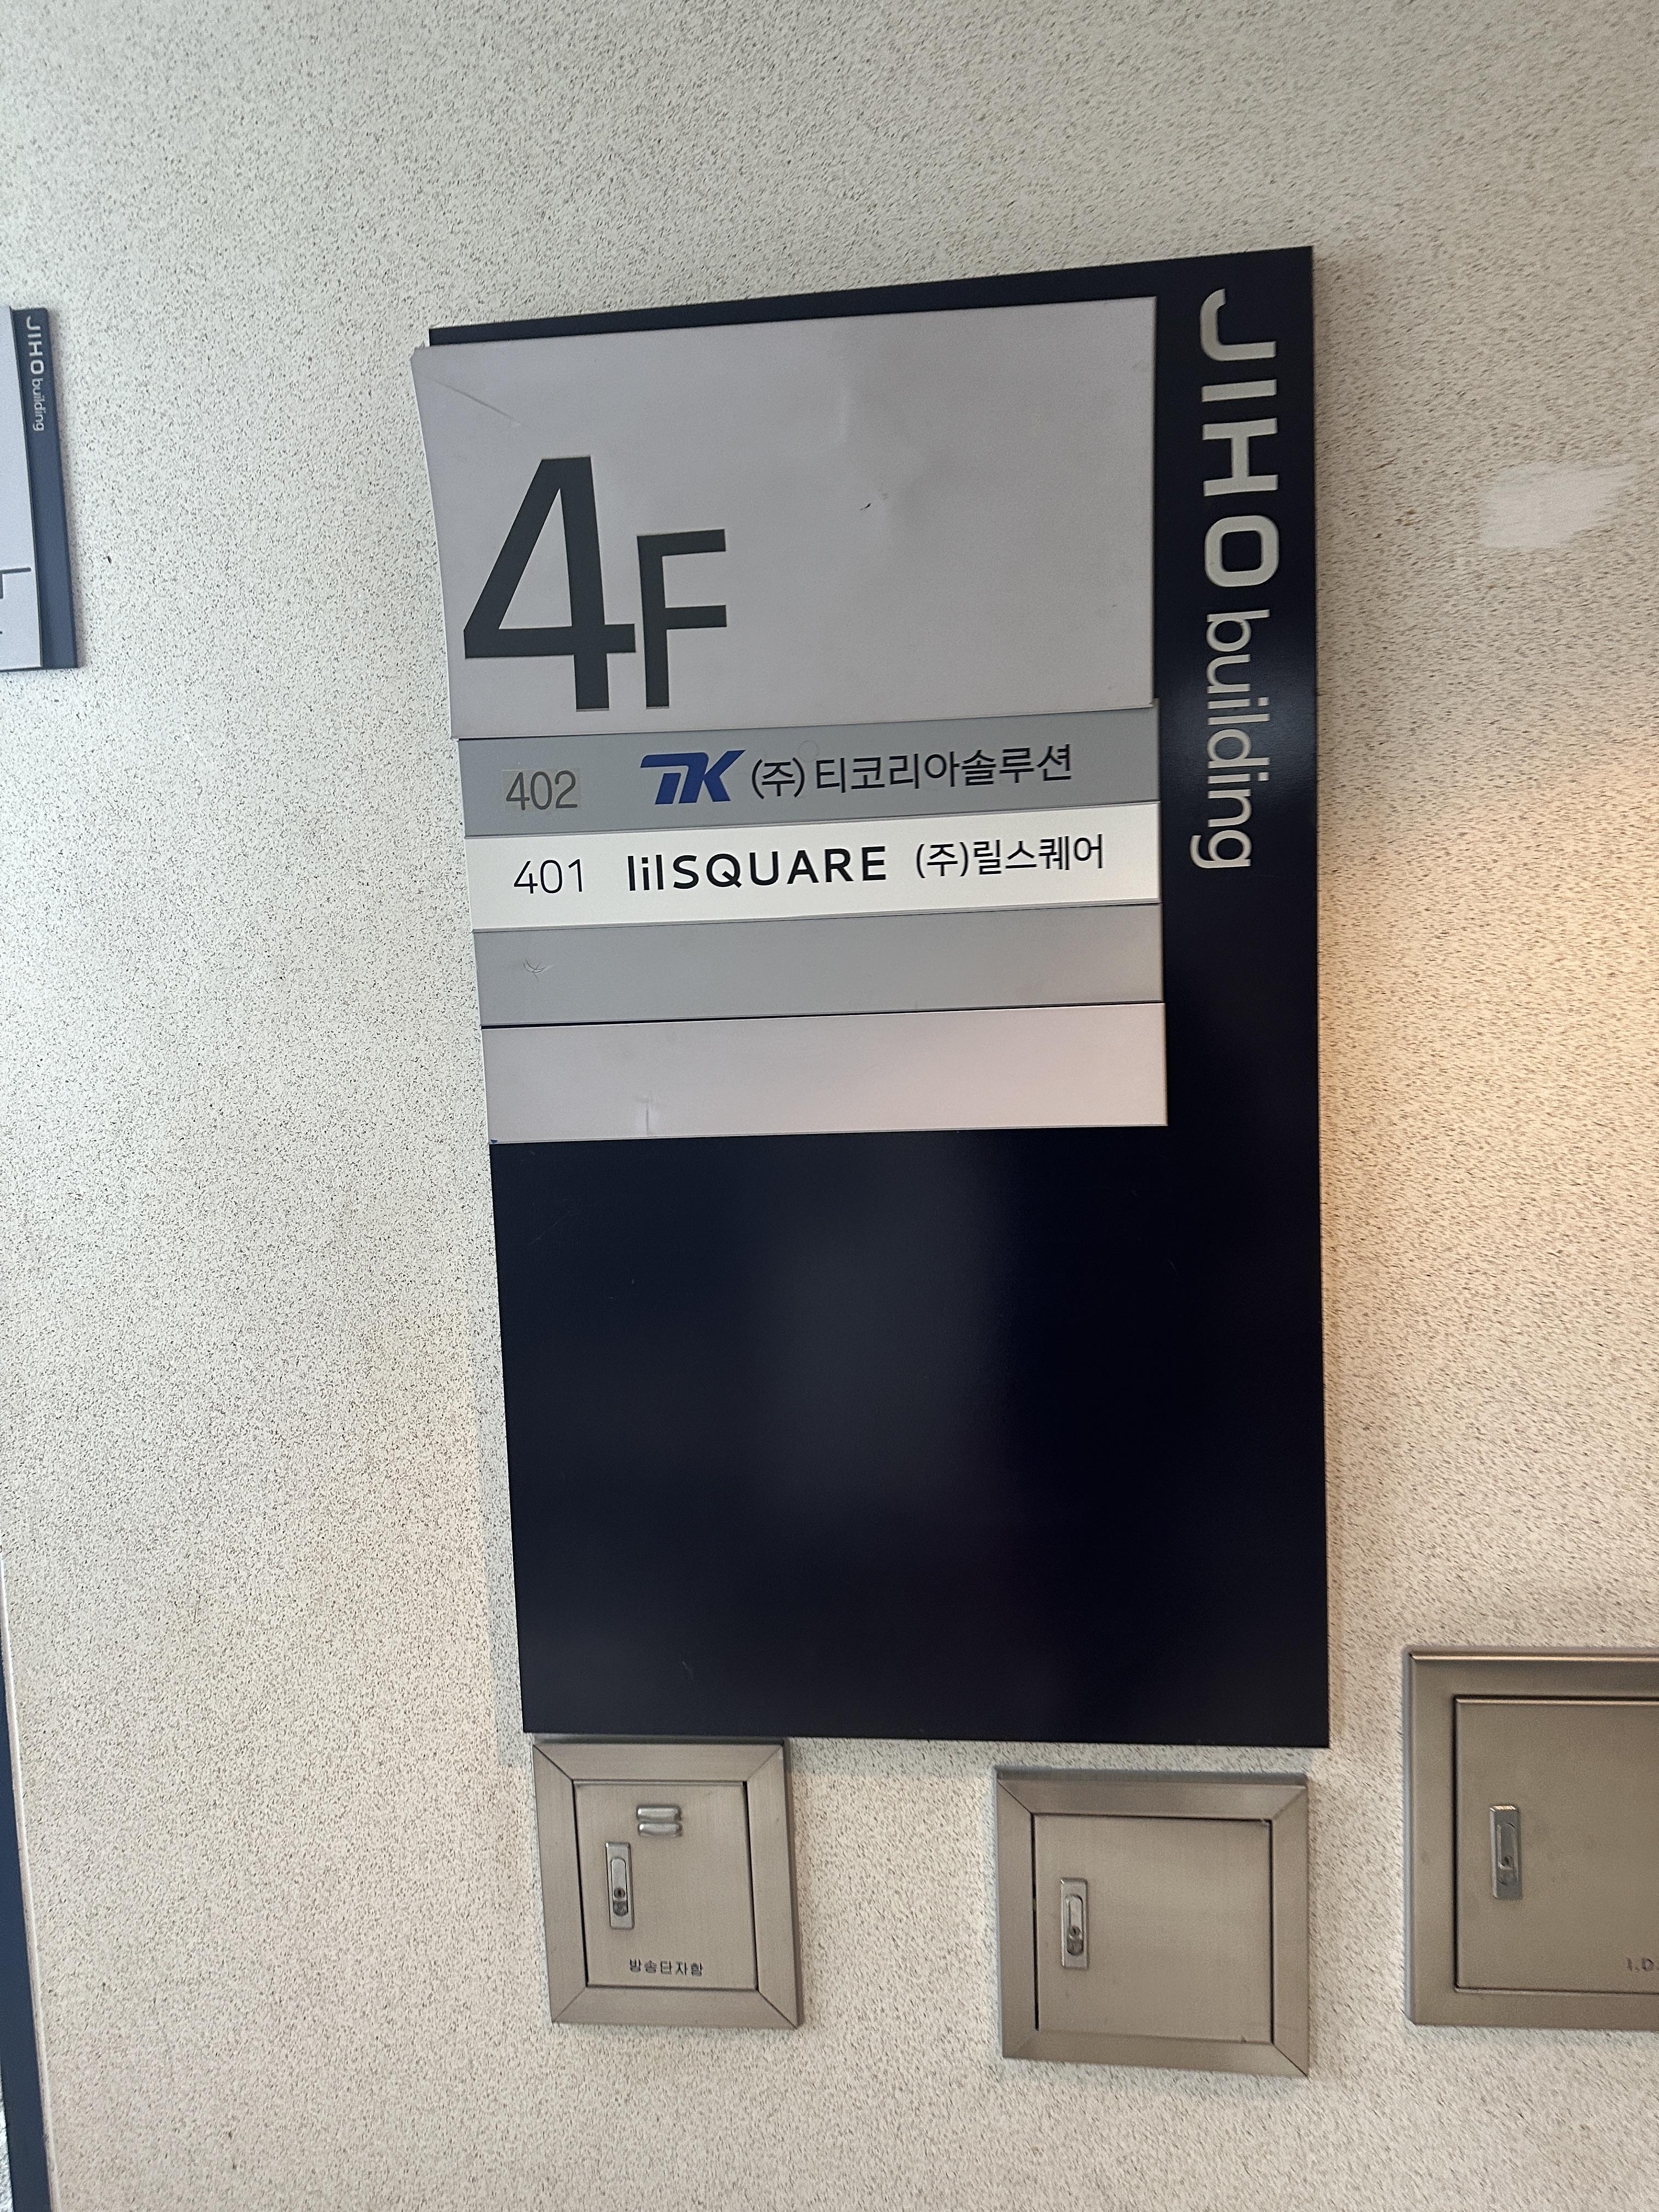 JIHO building
4F
402 TK (주)티코리아솔루션
401 lilSQUARE (주)릴스퀘어
JIHO building
방송단자함